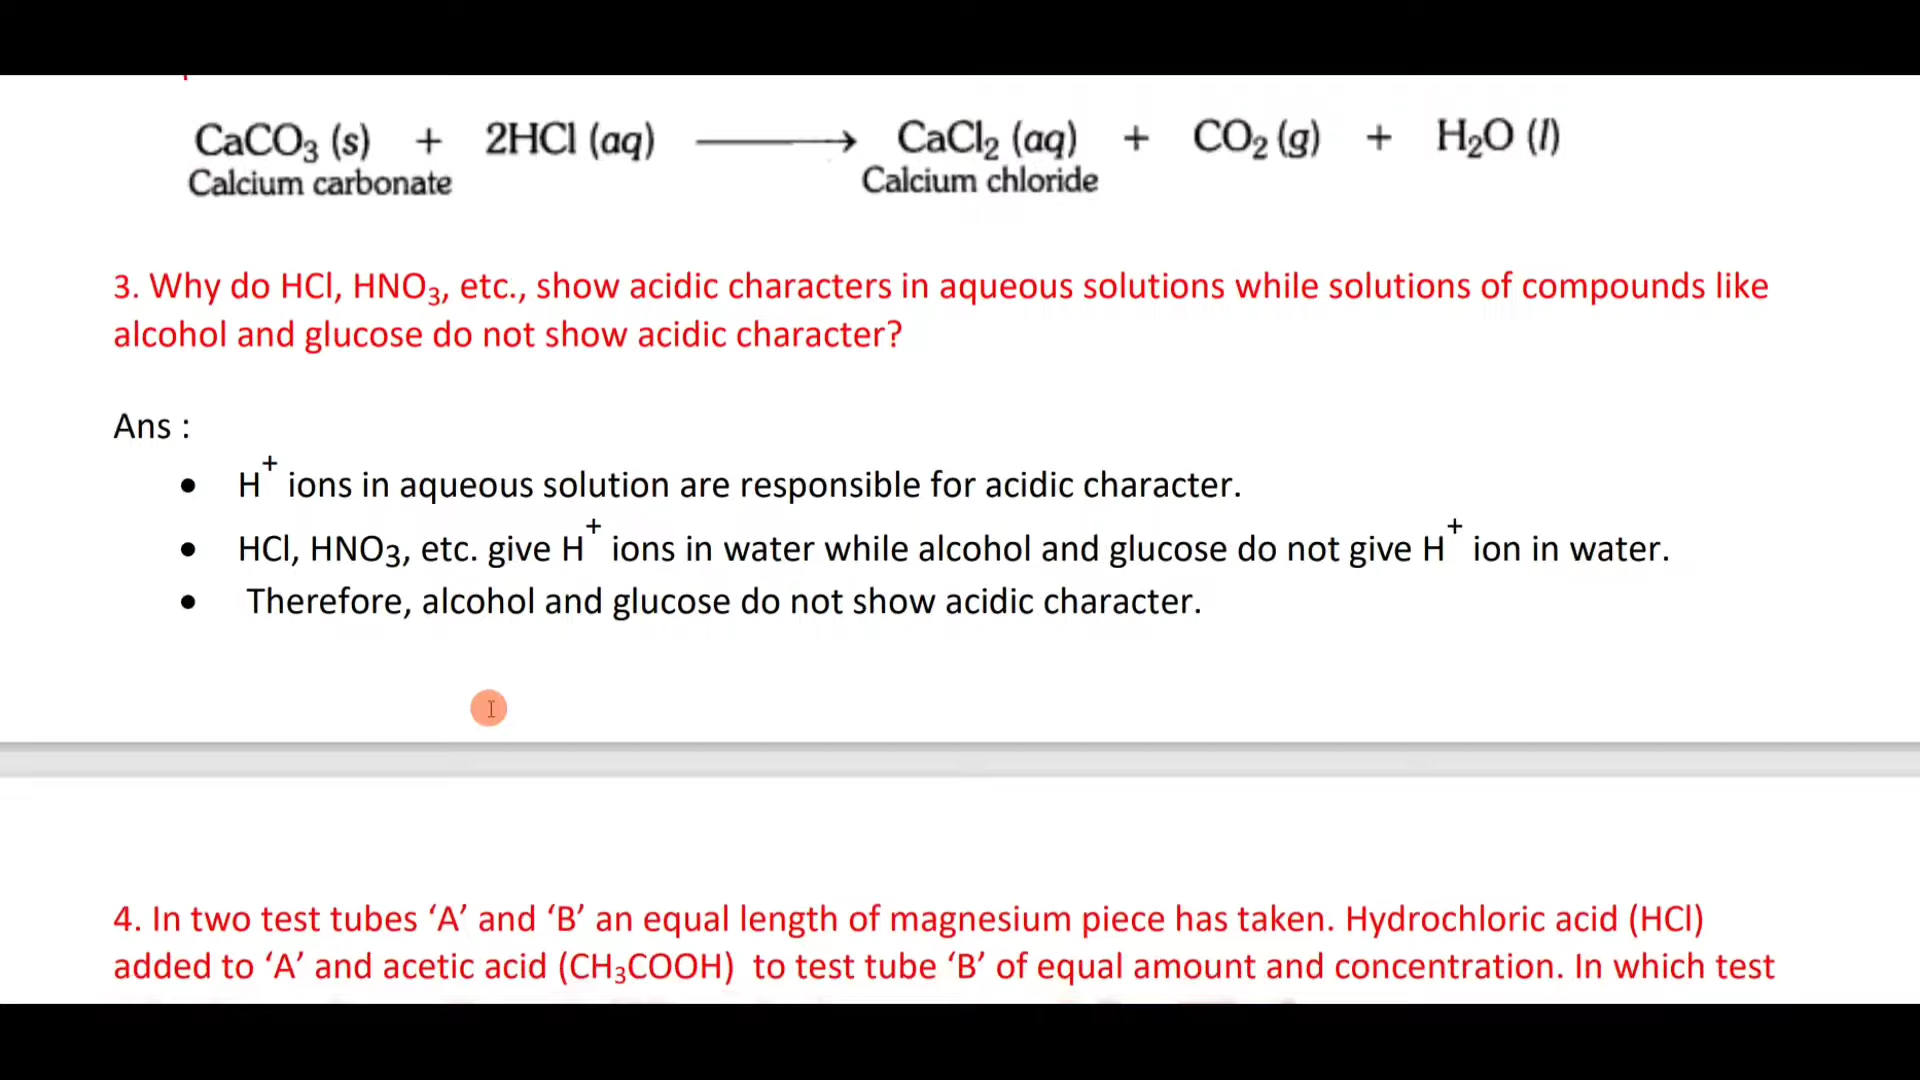 CaCO₃ (s) + 2HCl (aq) ⟶ CaCl₂ (aq) + CO₂ (g) + H₂O (l)
Calcium carbonate Calcium chloride
3. Why do HCl, HNO₃, etc., show acidic characters in aqueous solutions while solutions of compounds like
alcohol and glucose do not show acidic character?
Ans :
• H⁺ ions in aqueous solution are responsible for acidic character.
• HCl, HNO₃, etc. give H⁺ ions in water while alcohol and glucose do not give H⁺ ion in water.
• Therefore, alcohol and glucose do not show acidic character.
4. In two test tubes ‘A’ and ‘B’ an equal length of magnesium piece has taken. Hydrochloric acid (HCl)
added to ‘A’ and acetic acid (CH₃COOH) to test tube ‘B’ of equal amount and concentration. In which test